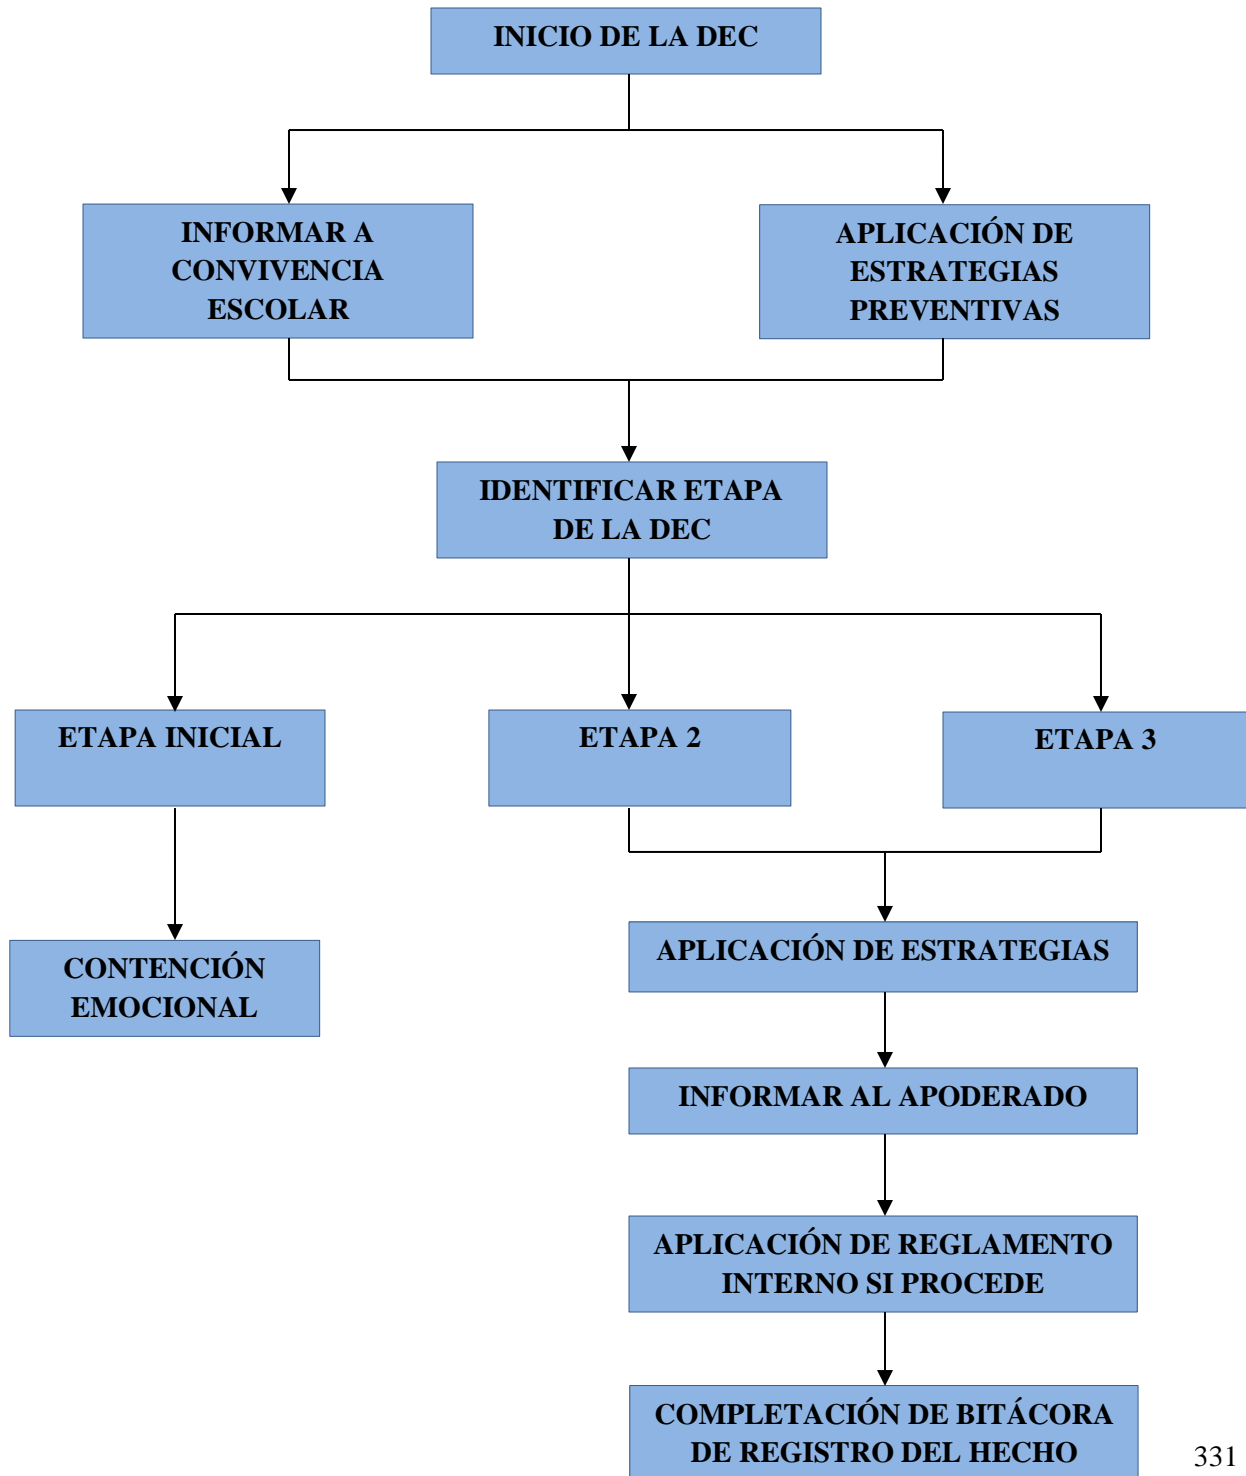 INICIO DE LA DEC
INFORMAR A
CONVIVENCIA
ESCOLAR
APLICACIÓN DE
ESTRATEGIAS
PREVENTIVAS
IDENTIFICAR ETAPA
DE LA DEC
ETAPA INICIAL
ETAPA 2
ETAPA 3
CONTENCIÓN
EMOCIONAL
APLICACIÓN DE ESTRATEGIAS
INFORMAR AL APODERADO
APLICACIÓN DE REGLAMENTO
INTERNO SI PROCEDE
COMPLETACIÓN DE BITÁCORA
DE REGISTRO DEL HECHO
331